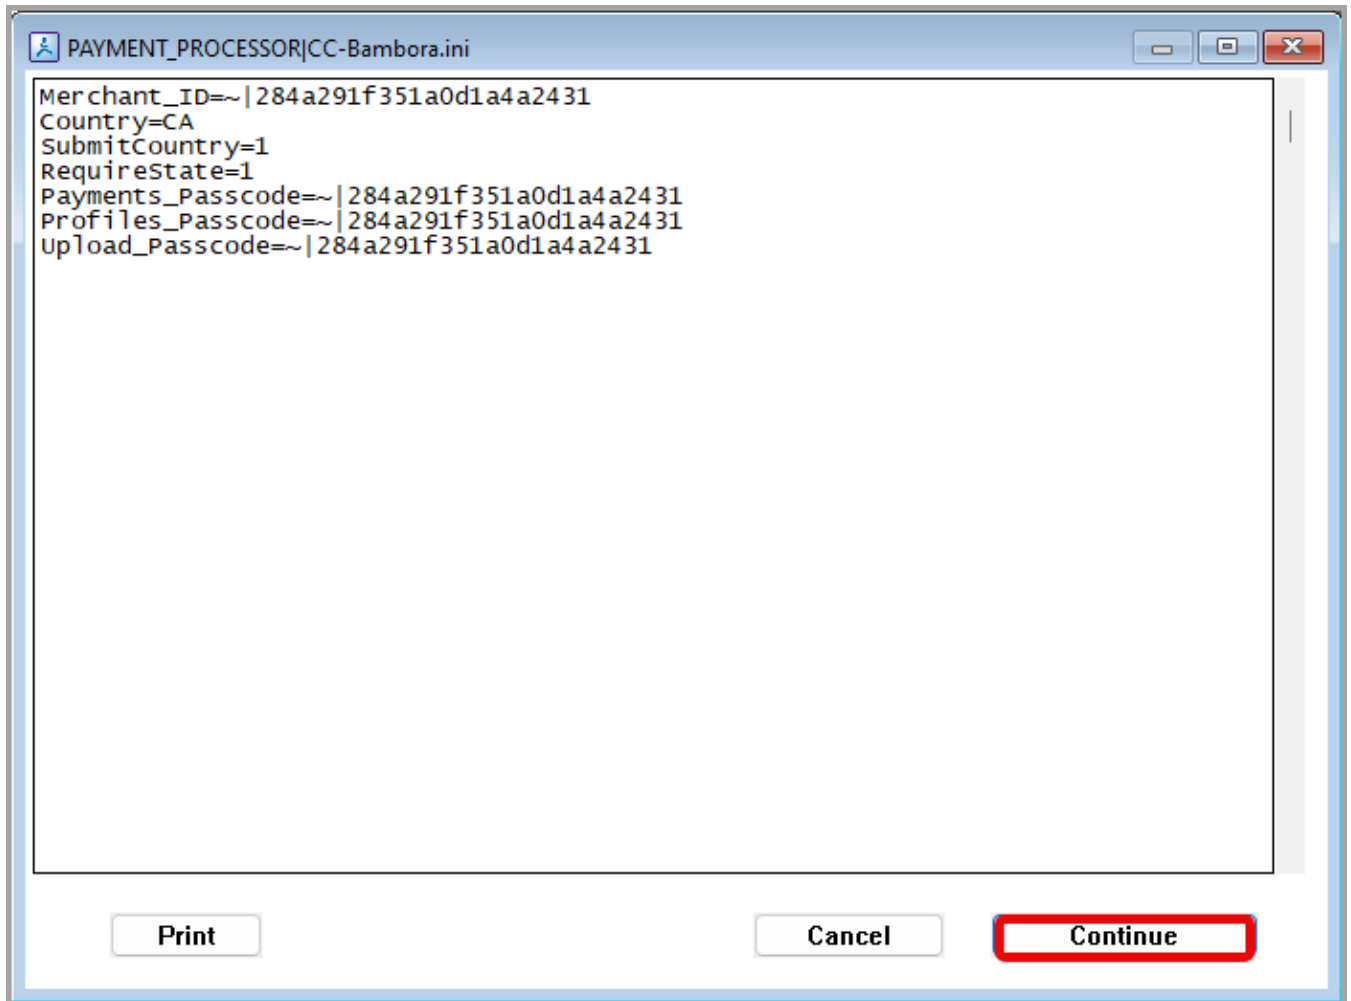 PAYMENT_PROCESSOR|CC-Bambora.ini
Merchant_ID=~|284a291f351a0d1a4a2431
Country=CA
SubmitCountry=1
RequireState=1
Payments_Passcode=~|284a291f351a0d1a4a2431
Profiles_Passcode=~|284a291f351a0d1a4a2431
Upload_Passcode=~|284a291f351a0d1a4a2431
Print
Cancel
Continue